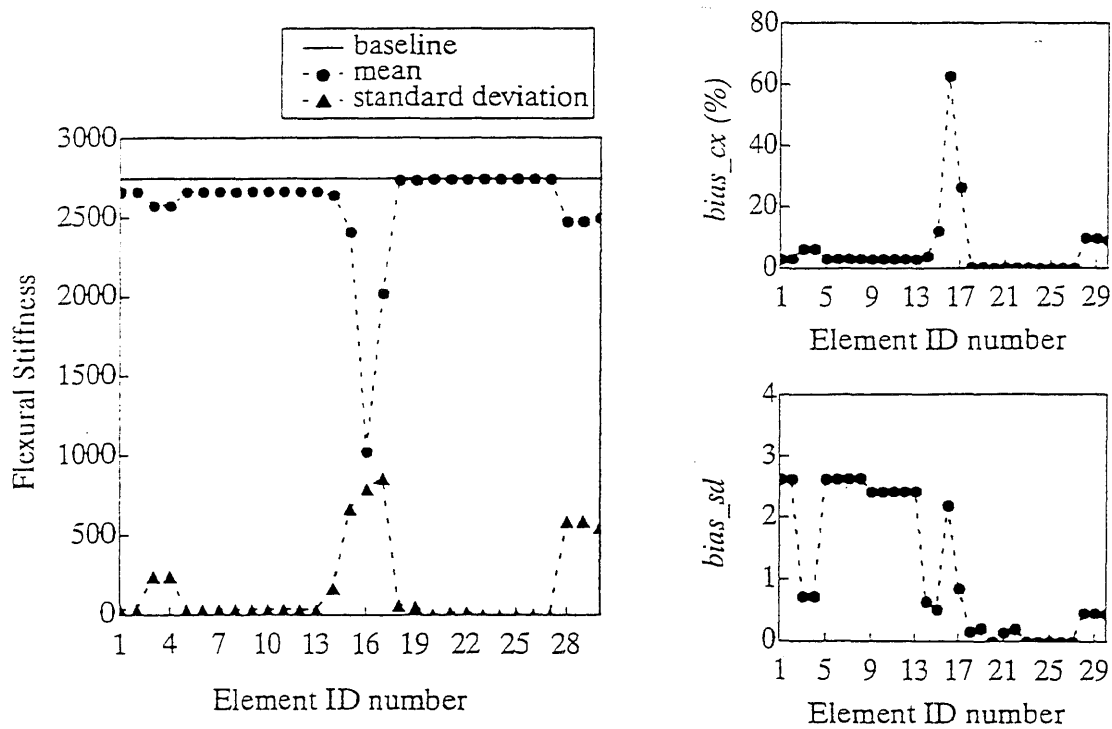 baseline
mean
standard deviation
3000
2500
2000
1500
1000
500
0
1 4 7 10 13 16 19 22 25 28
Flexural Stiffness
Element ID number
80
60
40
20
0
1 5 9 13 17 21 25 29
bias_cx (%)
Element ID number
4
3
2
1
0
1 5 9 13 17 21 25 29
bias_sd
Element ID number